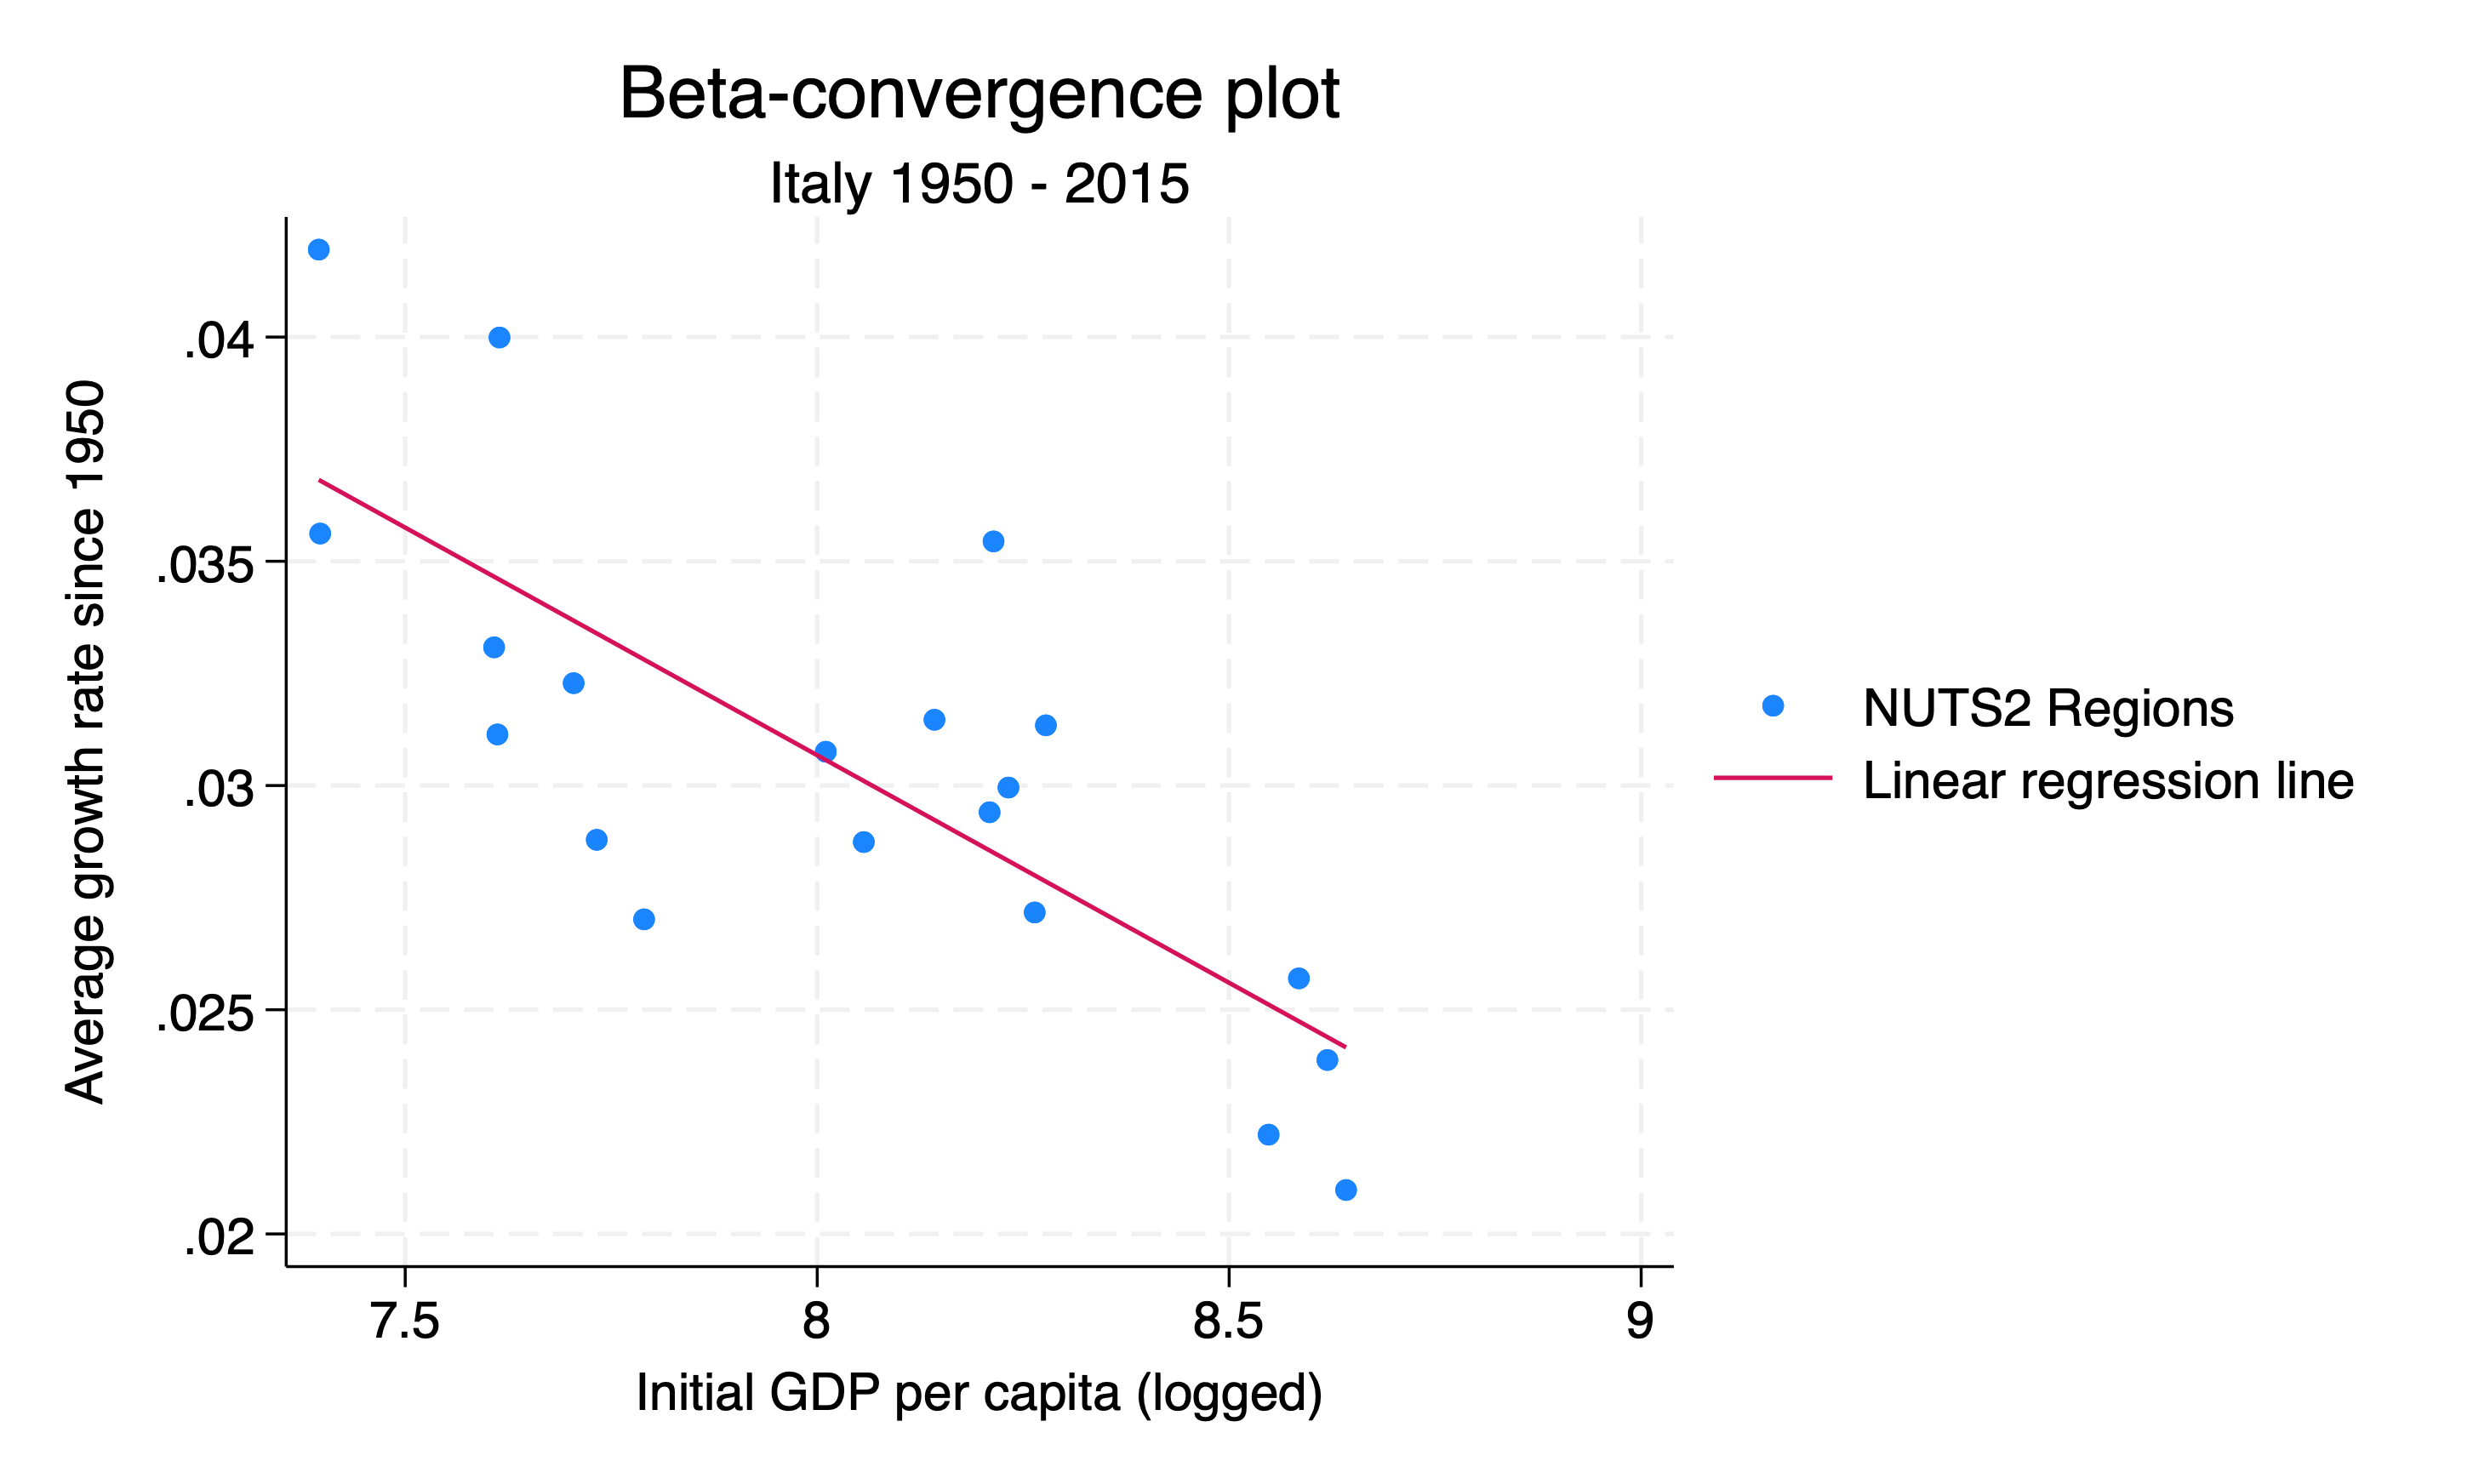 Beta-convergence plot
Italy 1950 - 2015
Average growth rate since 1950
.04
.035
.03
.025
.02
7.5 8 8.5 9
Initial GDP per capita (logged)
NUTS2 Regions
Linear regression line